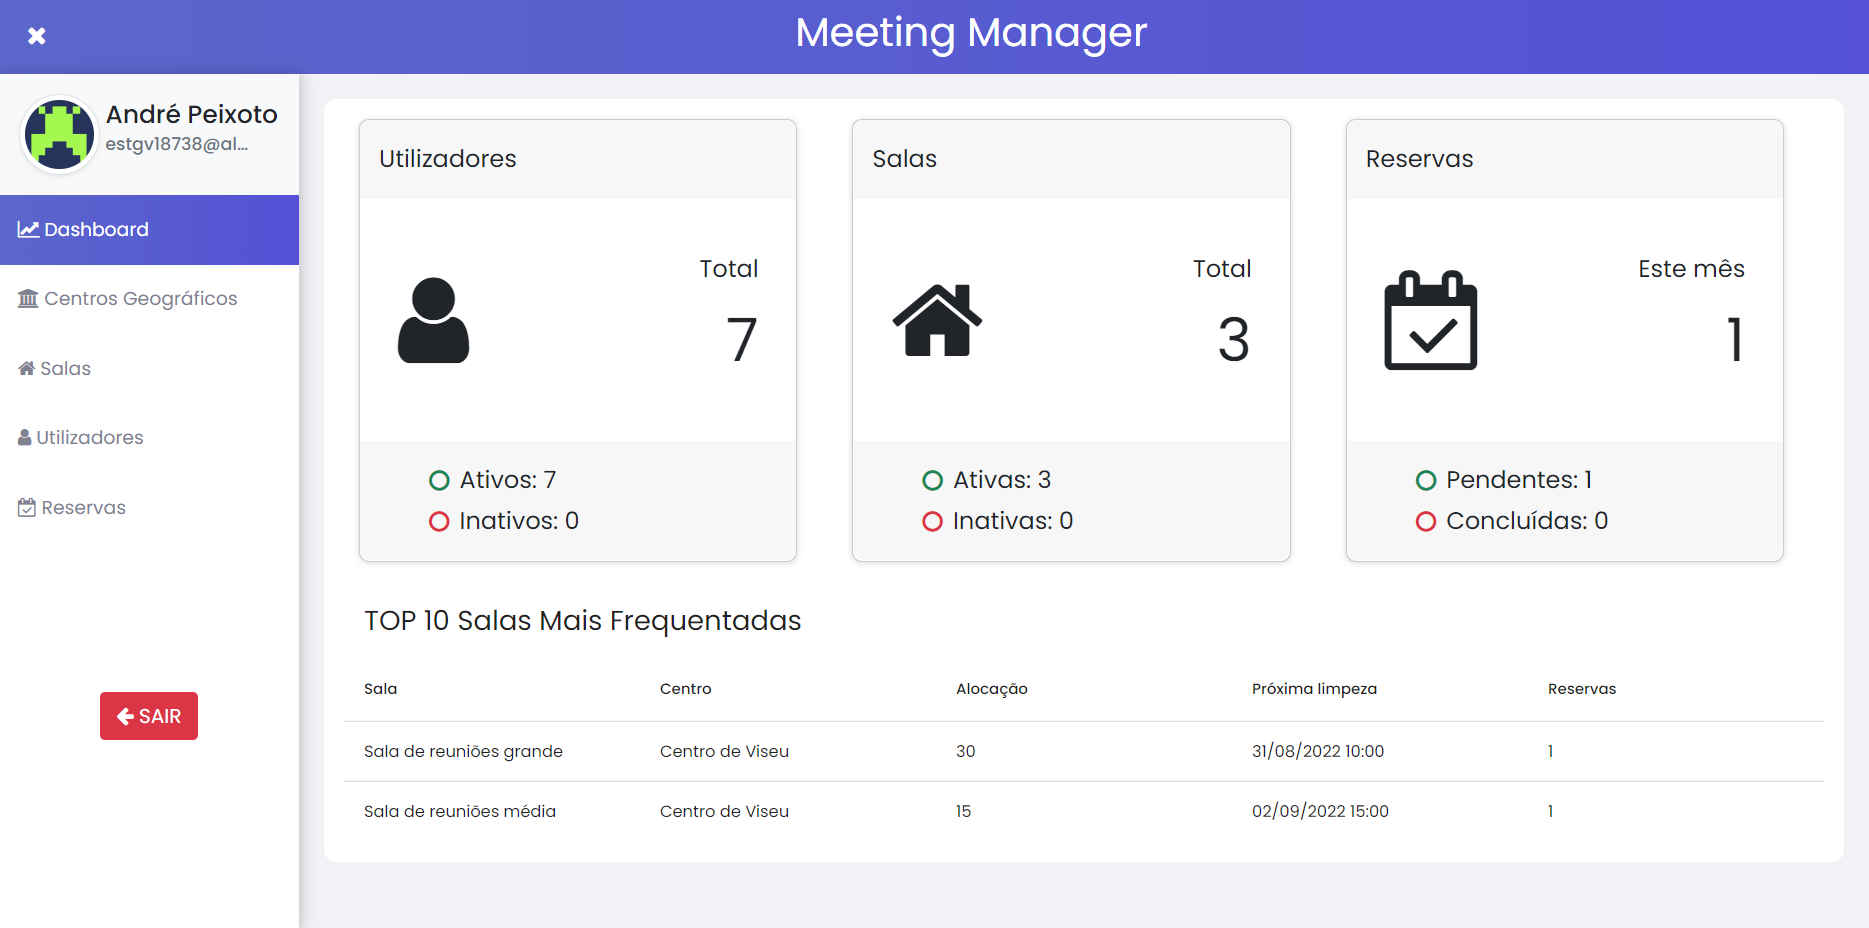 Meeting Manager
André Peixoto
estgv18738@al...
Dashboard
Centros Geográficos
Salas
Utilizadores
Reservas
SAIR
Utilizadores
Total
7
Ativos: 7
Inativos: 0
Salas
Total
3
Ativas: 3
Inativas: 0
Reservas
Este mês
1
Pendentes: 1
Concluídas: 0
TOP 10 Salas Mais Frequentadas
Sala Centro Alocação Próxima limpeza Reservas
Sala de reuniões grande Centro de Viseu 30 31/08/2022 10:00 1
Sala de reuniões média Centro de Viseu 15 02/09/2022 15:00 1